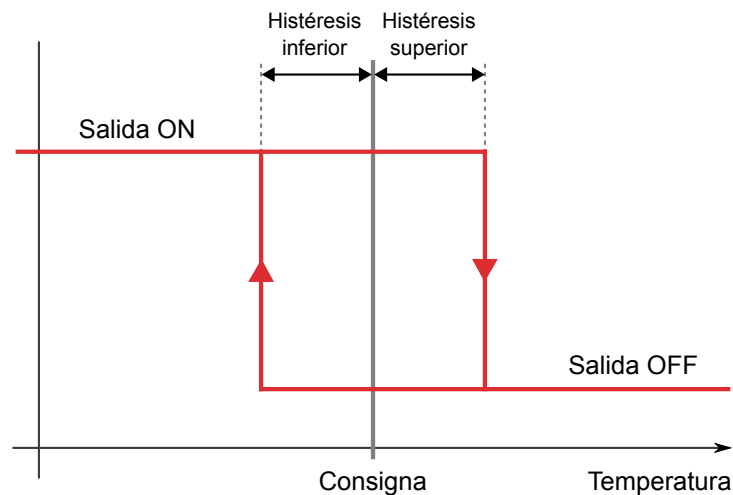 Histéresis
inferior
Histéresis
superior
Salida ON
Salida OFF
Consigna
Temperatura